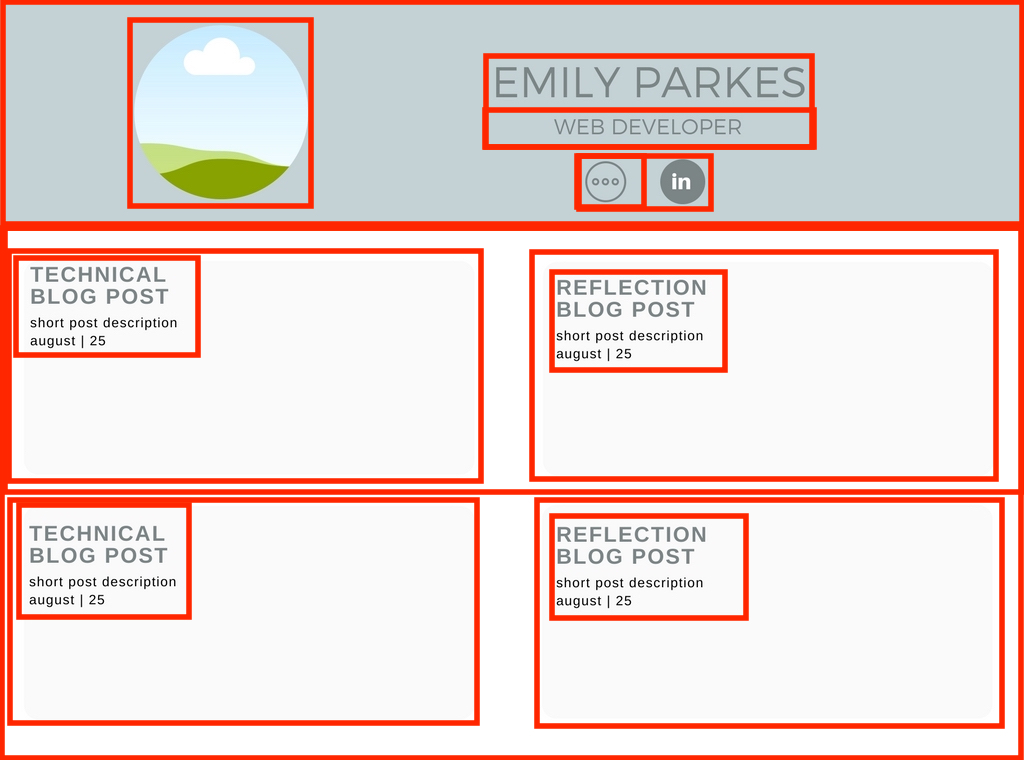 EMILY PARKES
WEB DEVELOPER
in
TECHNICAL
BLOG POST
short post description
august | 25
REFLECTION
BLOG POST
short post description
august | 25
TECHNICAL
BLOG POST
short post description
august | 25
REFLECTION
BLOG POST
short post description
august | 25